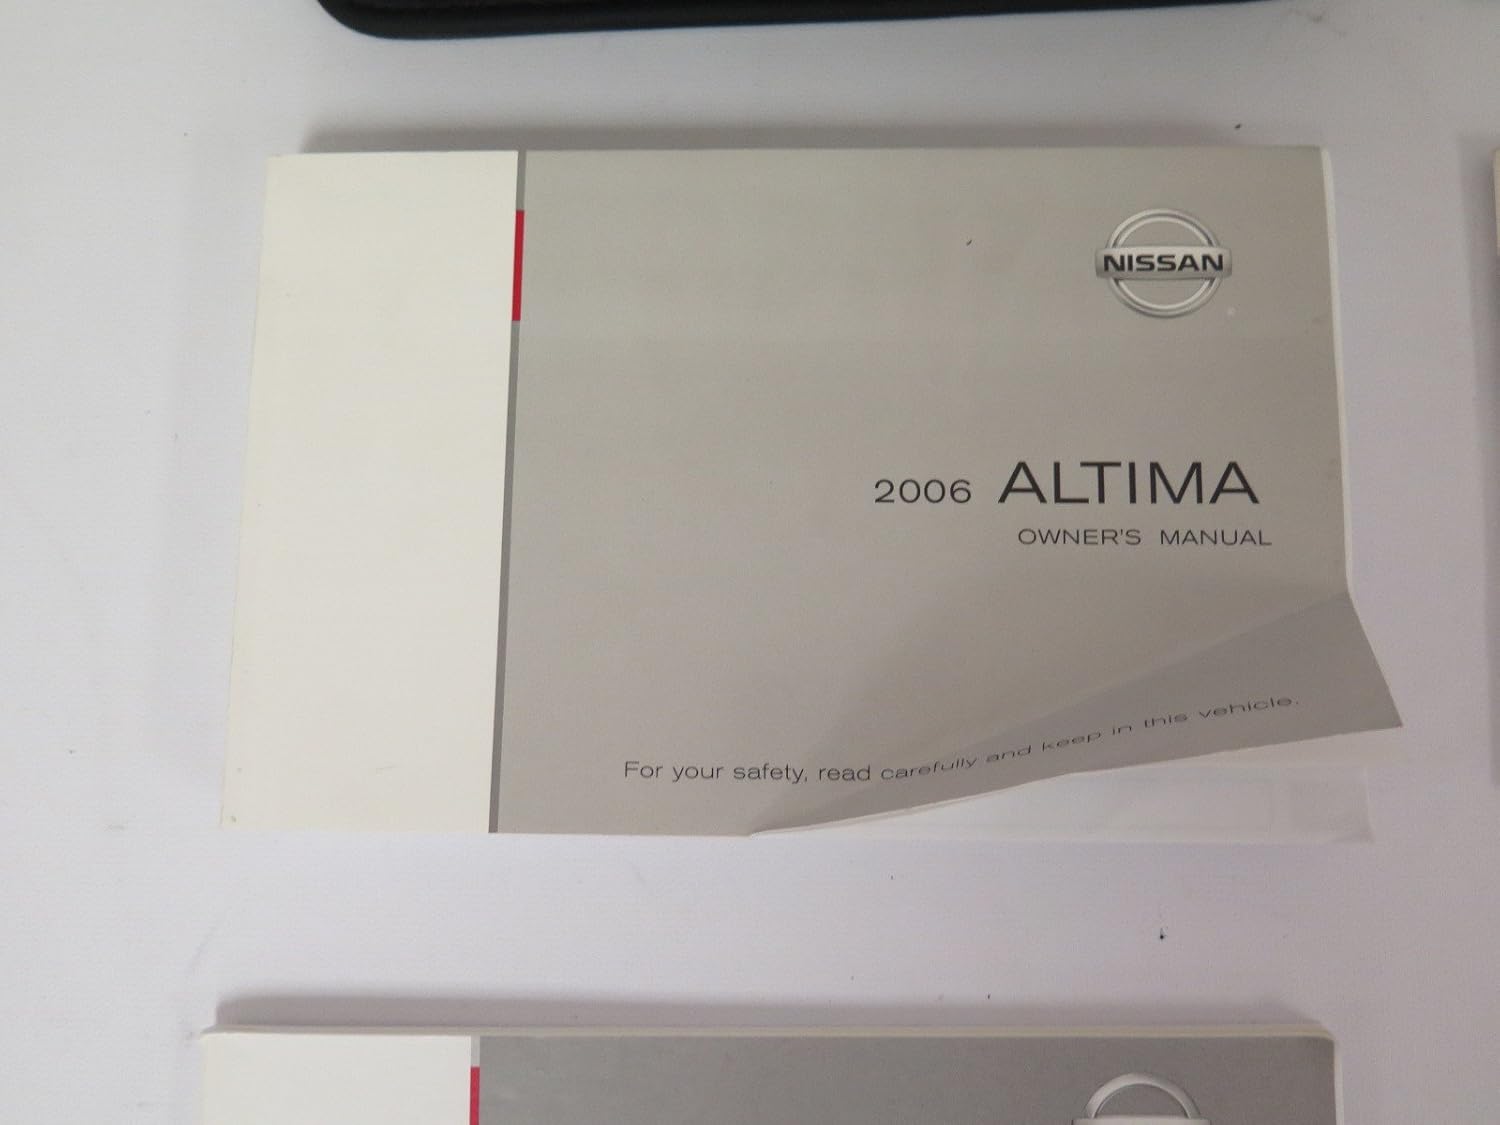 NISSAN
2006 ALTIMA
OWNER'S MANUAL
For your safety, read carefully and keep in this vehicle.